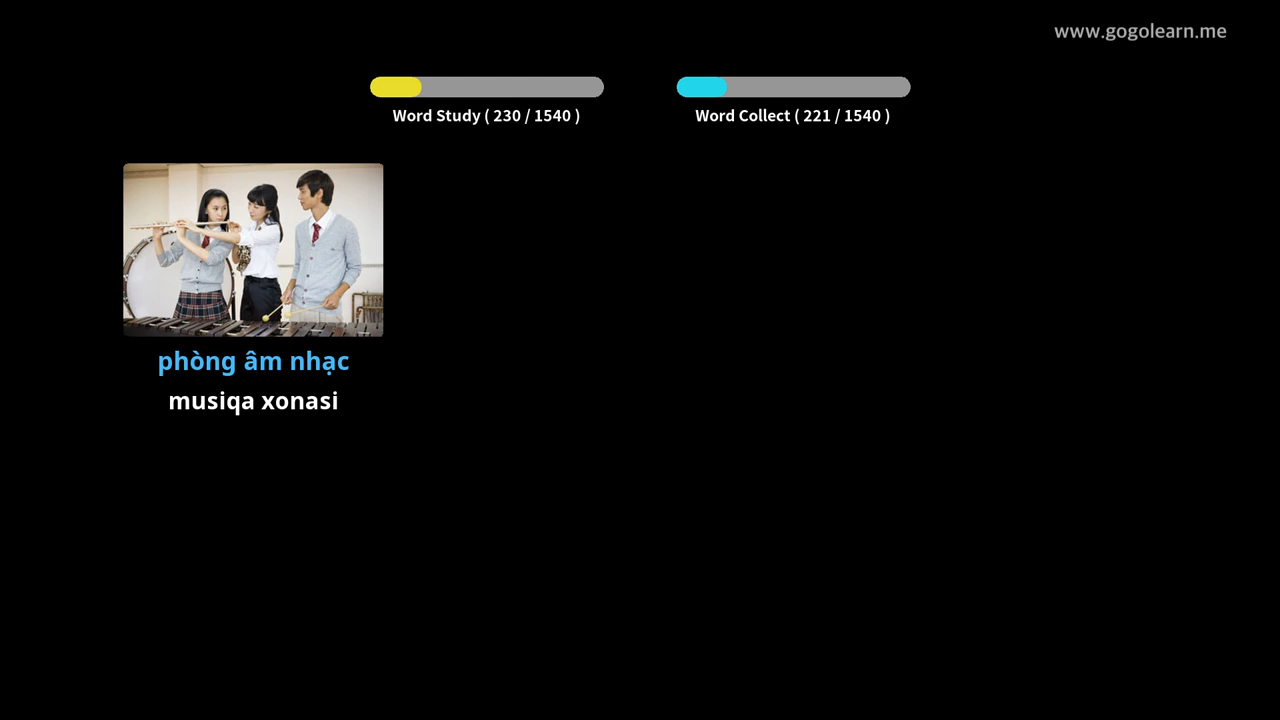 www.gogolearn.me
Word Study ( 230 / 1540 )
Word Collect ( 221 / 1540 )
phòng âm nhạc
musiqa xonasi